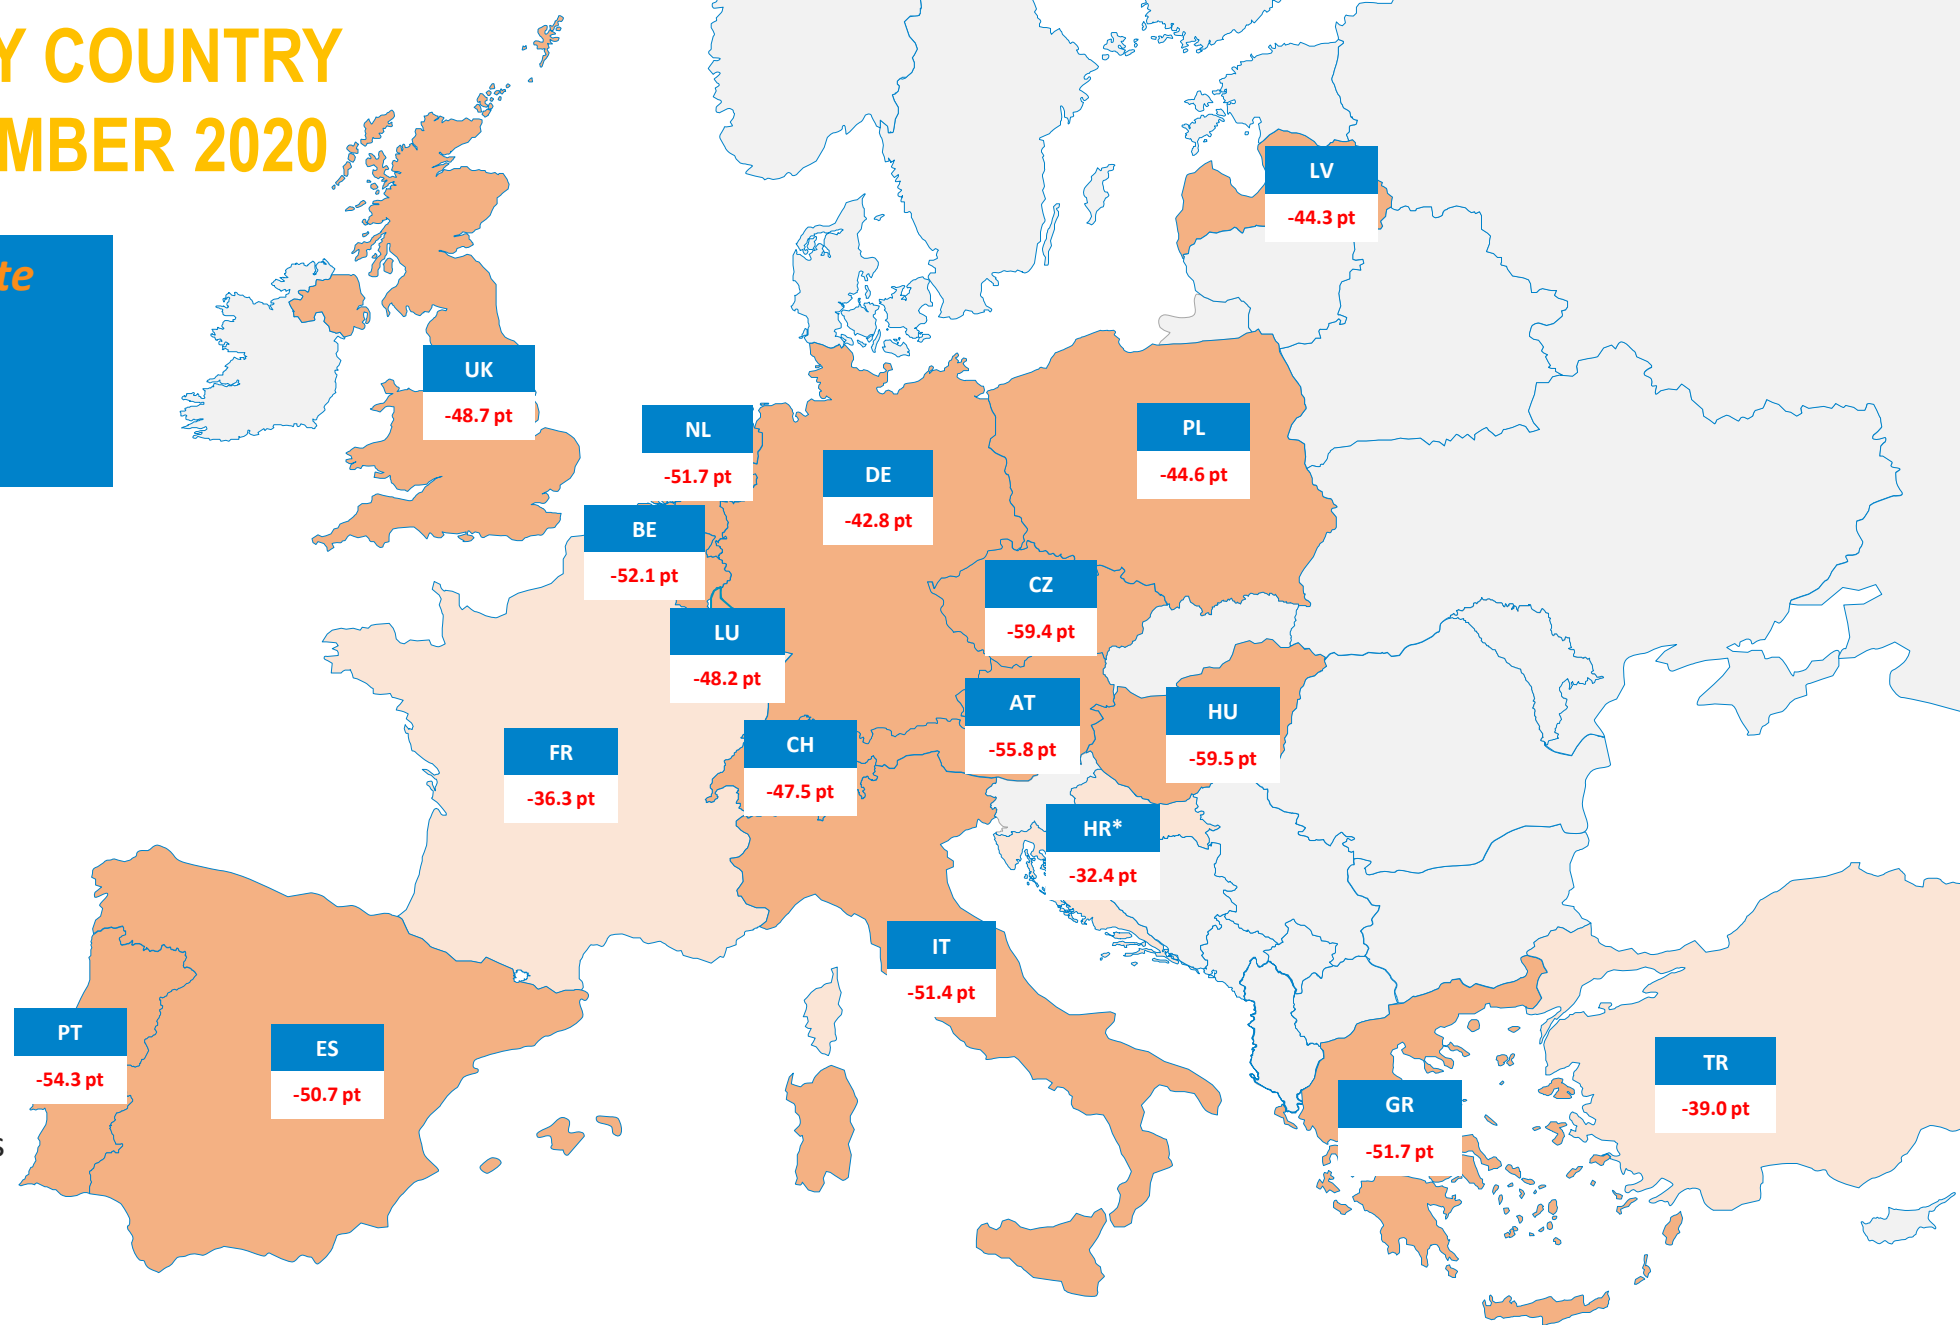 Y COUNTRY
MBER 2020
te
LV
-44.3 pt
UK
-48.7 pt
NL
-51.7 pt
PL
-44.6 pt
DE
-42.8 pt
BE
-52.1 pt
CZ
-59.4 pt
LU
-48.2 pt
AT
-55.8 pt
HU
-59.5 pt
FR
-36.3 pt
CH
-47.5 pt
HR*
-32.4 pt
IT
-51.4 pt
PT
-54.3 pt
ES
-50.7 pt
TR
-39.0 pt
GR
-51.7 pt
s